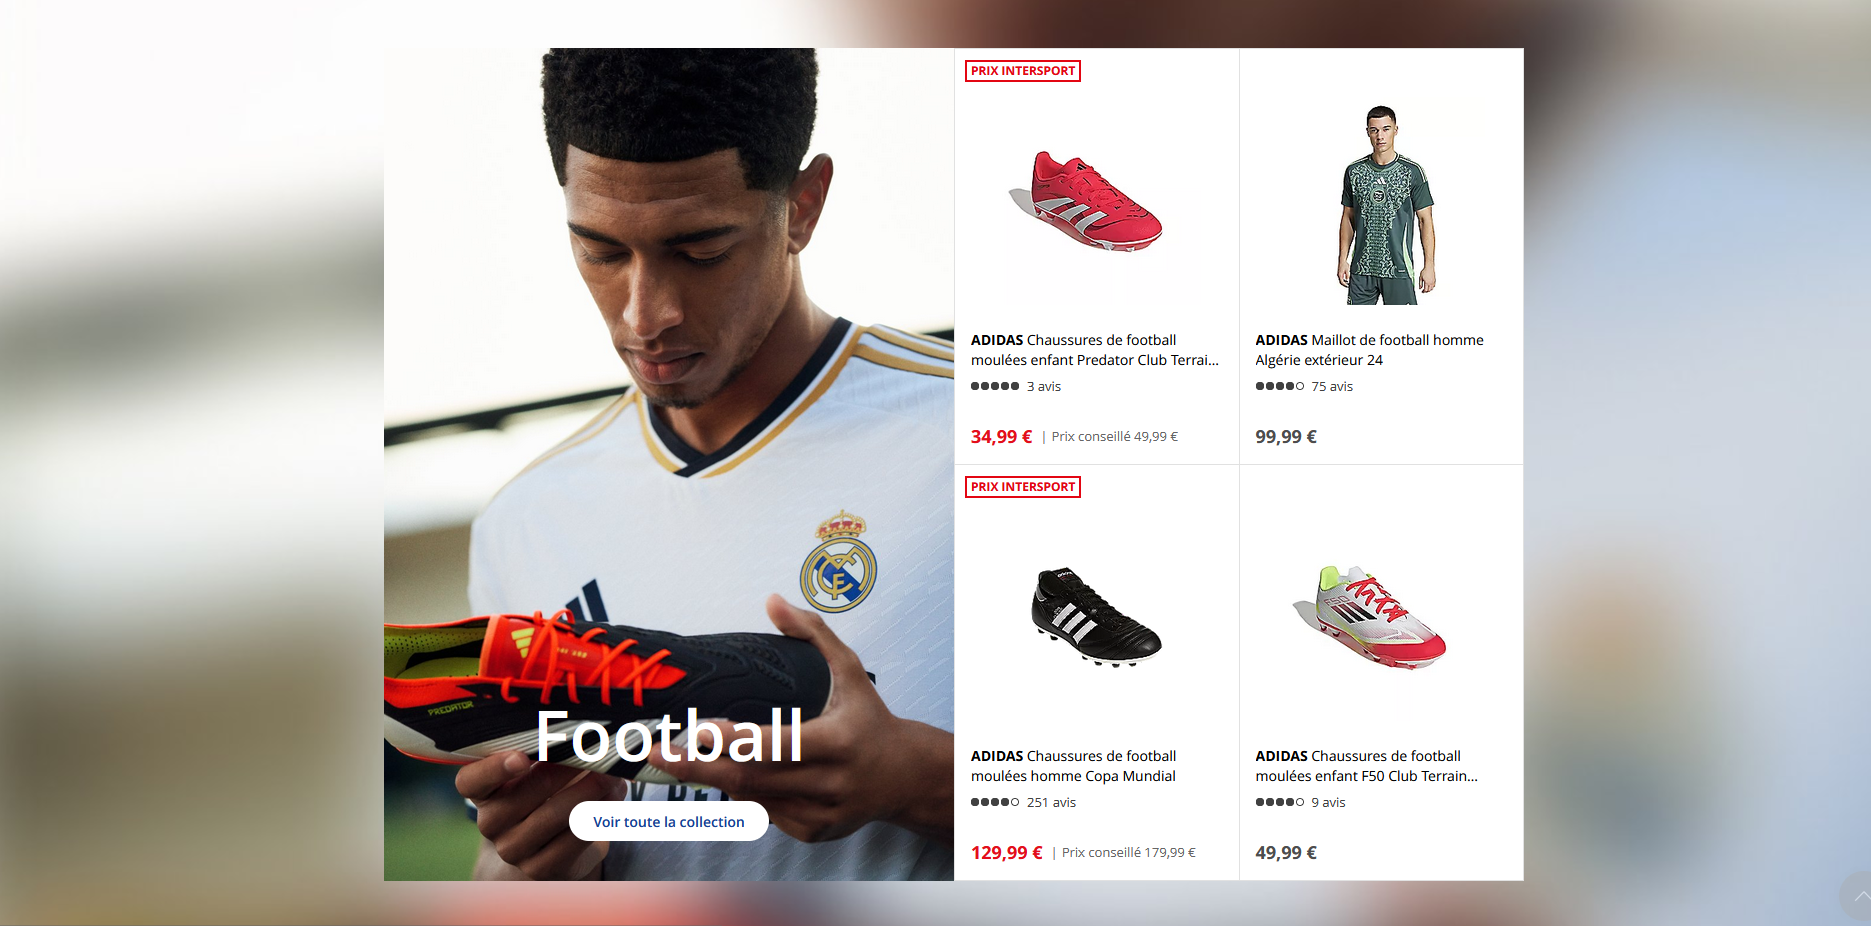 PREDATOR
Football
Voir toute la collection
PRIX INTERSPORT
ADIDAS Chaussures de football
moulées enfant Predator Club Terrai...
3 avis
34,99 € | Prix conseillé 49,99 €
ADIDAS Maillot de football homme
Algérie extérieur 24
75 avis
99,99 €
PRIX INTERSPORT
ADIDAS Chaussures de football
moulées homme Copa Mundial
251 avis
129,99 € | Prix conseillé 179,99 €
F50
ADIDAS Chaussures de football
moulées enfant F50 Club Terrain...
9 avis
49,99 €